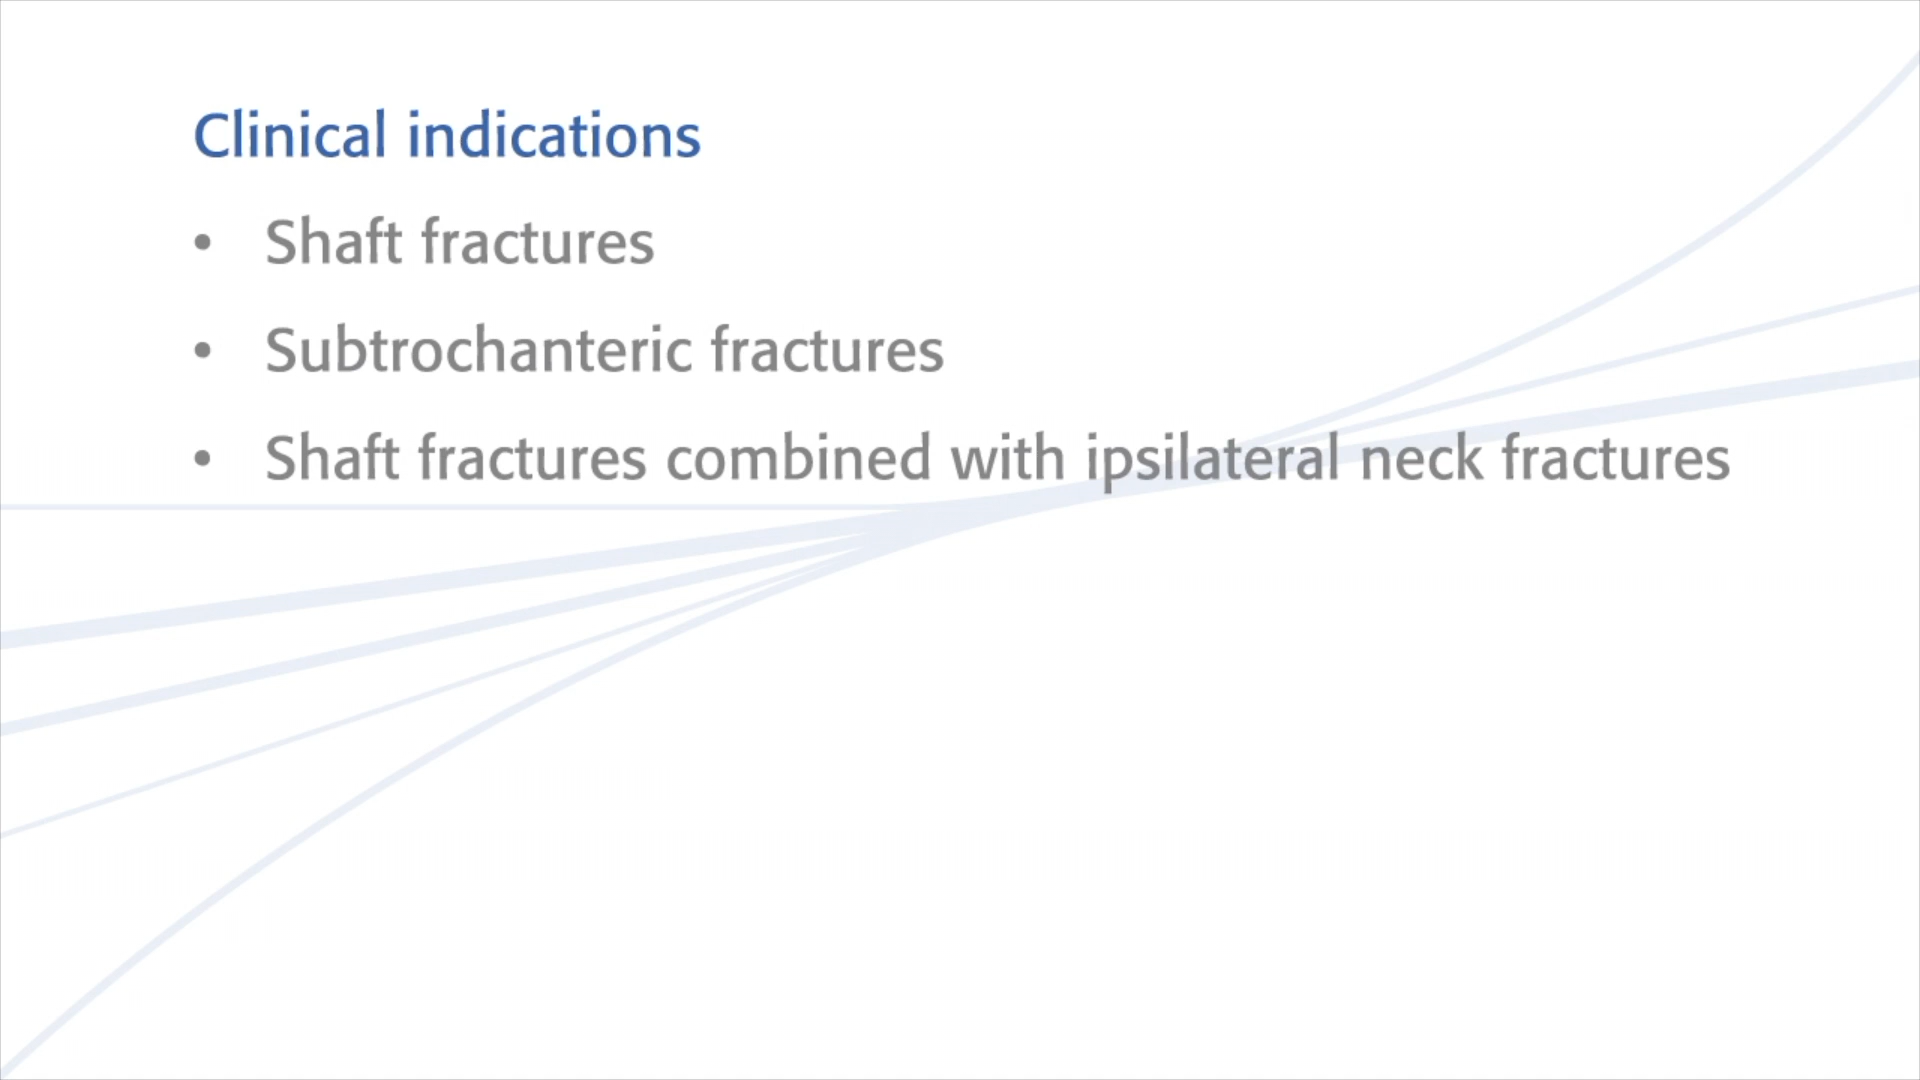 Clinical indications
• Shaft fractures
• Subtrochanteric fractures
• Shaft fractures combined with ipsilateral neck fractures